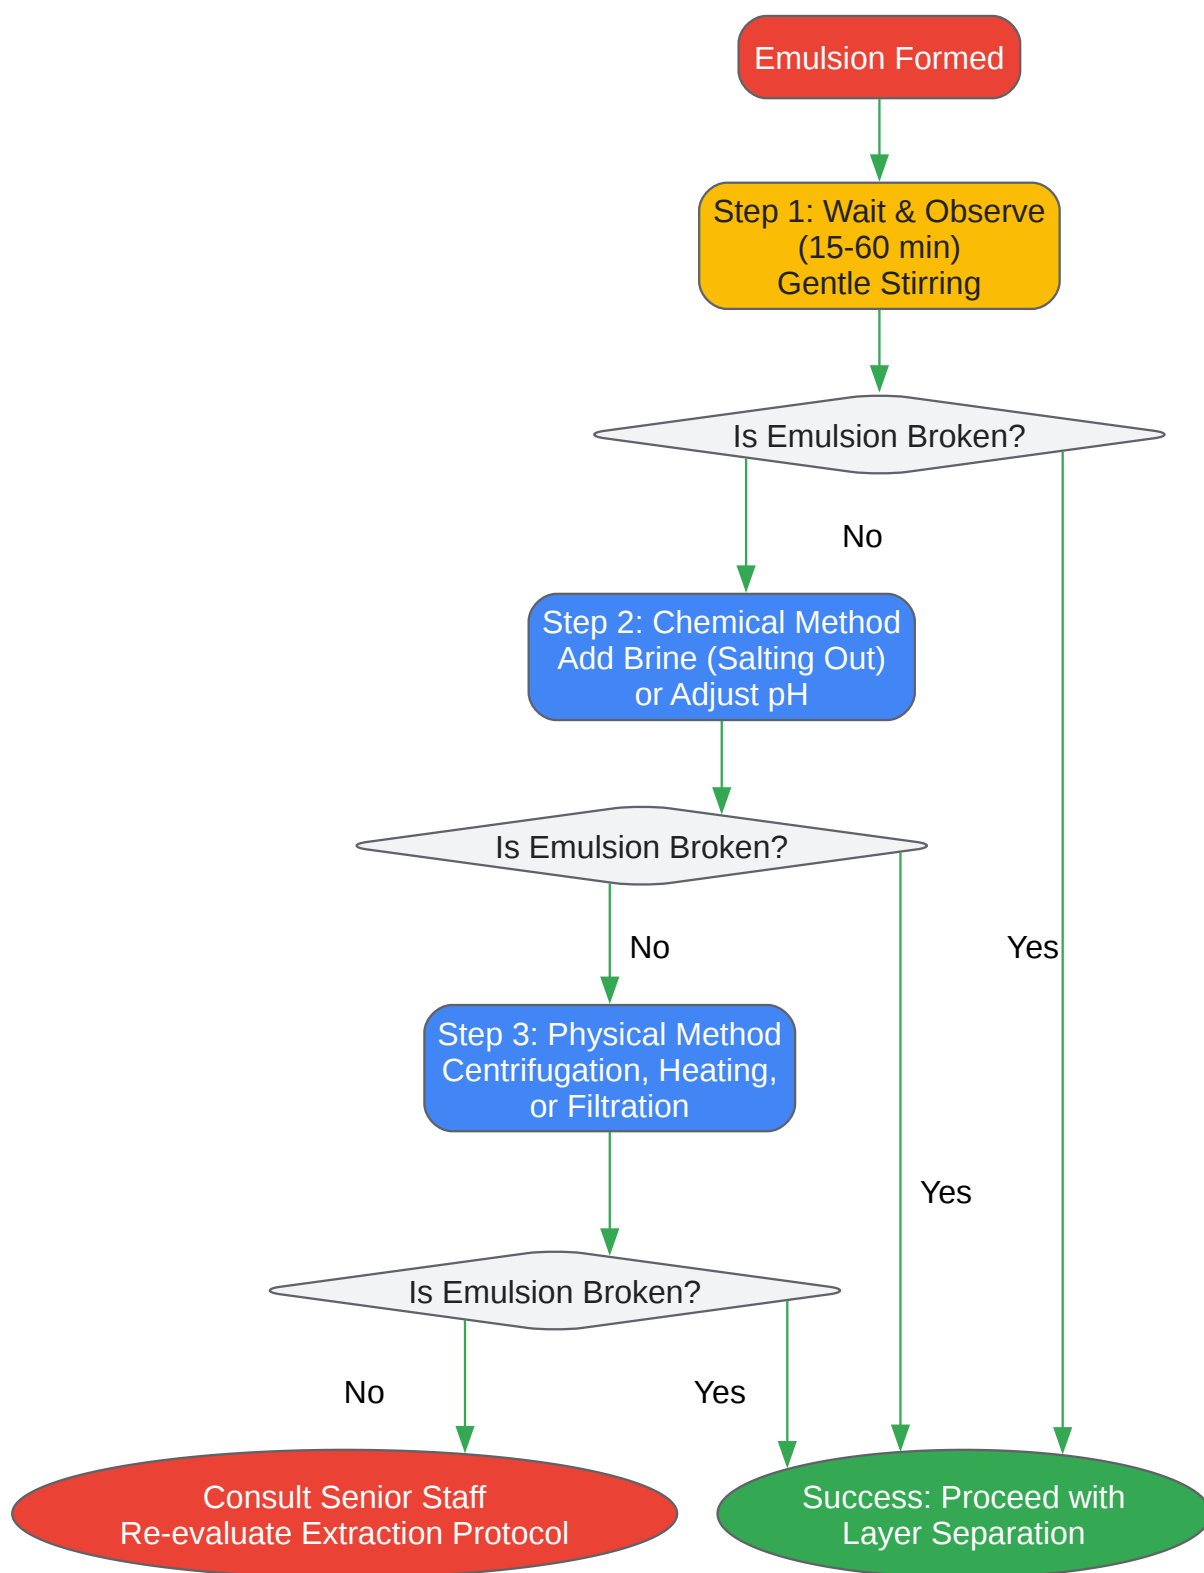 Emulsion Formed
Step 1: Wait & Observe
(15-60 min)
Gentle Stirring
Is Emulsion Broken?
No
Step 2: Chemical Method
Add Brine (Salting Out)
or Adjust pH
Is Emulsion Broken?
No
Yes
Step 3: Physical Method
Centrifugation, Heating,
or Filtration
Yes
Is Emulsion Broken?
No
Yes
Consult Senior Staff
Re-evaluate Extraction Protocol
Success: Proceed with
Layer Separation